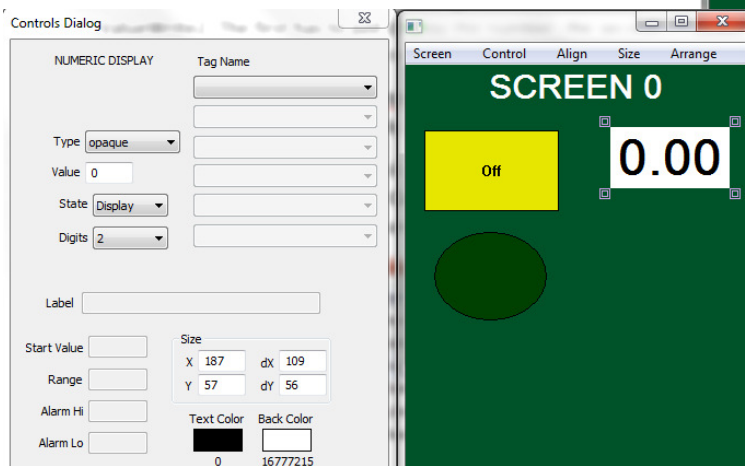 Controls Dialog
NUMERIC DISPLAY
Tag Name
Type opaque
Value 0
State Display
Digits 2
Label
Start Value
Range
Alarm Hi
Alarm Lo
Size
X 187 dX 109
Y 57 dY 56
Text Color Back Color
0 16777215
Screen Control Align Size Arrange
SCREEN 0
Off
0.00